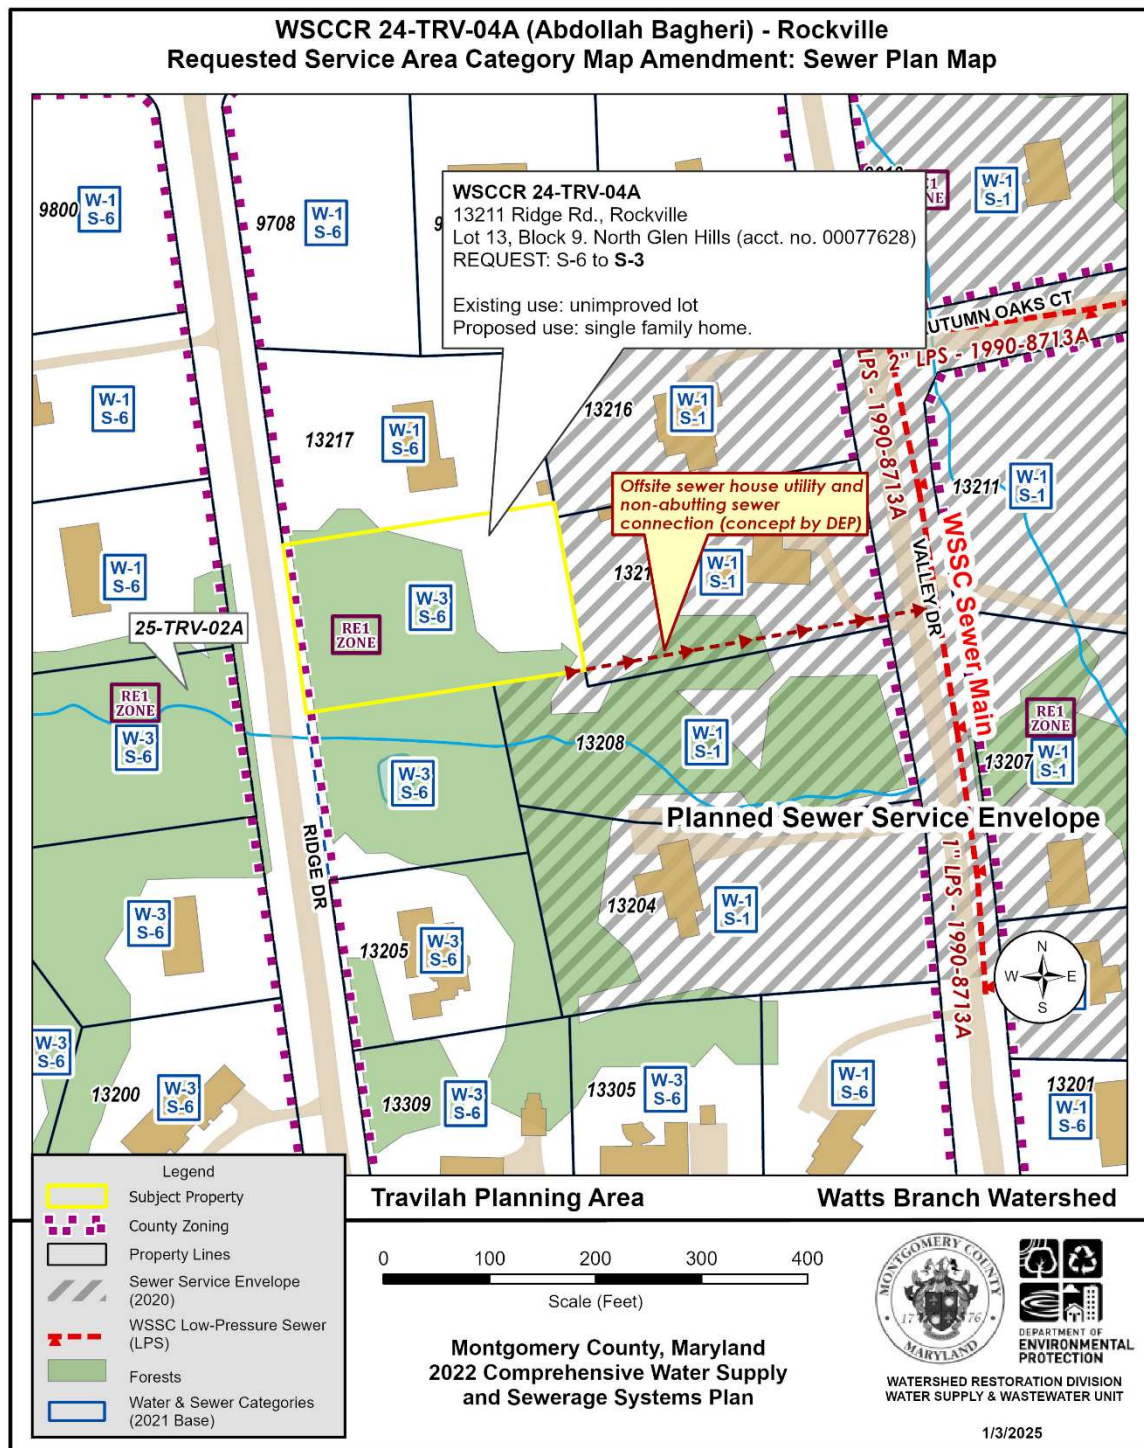 WSCCR 24-TRV-04A (Abdollah Bagheri) - Rockville
Requested Service Area Category Map Amendment: Sewer Plan Map
9800
W-1
S-6
9708
W-1
S-6
WSCCR 24-TRV-04A
13211 Ridge Rd., Rockville
Lot 13, Block 9. North Glen Hills (acct. no. 00077628)
REQUEST: S-6 to S-3
Existing use: unimproved lot
Proposed use: single family home.
W-1
S-1
AUTUMN OAKS CT
2" LPS - 1990-8713A
LPS - 1990-8713A
W-1
S-6
13217
W-1
S-6
13216
W-1
S-1
13211
W-1
S-1
Offsite sewer house utility and
non-abutting sewer
connection (concept by DEP)
W-1
S-6
W-3
S-6
RE1
ZONE
W-1
S-1
VALLEY DR
WSSC Sewer Main
25-TRV-02A
RE1
ZONE
W-3
S-6
13208
W-1
S-1
RE1
ZONE
13207
W-1
S-1
W-3
S-6
Planned Sewer Service Envelope
RIDGE DR
1" LPS - 1990-8713A
W-3
S-6
13205
W-3
S-6
13204
W-1
S-1
N
W
E
S
W-3
S-6
13200
W-3
S-6
13309
W-3
S-6
13305
W-3
S-6
W-1
S-6
13201
W-1
S-6
Travilah Planning Area
Watts Branch Watershed
Legend
Subject Property
County Zoning
Property Lines
Sewer Service Envelope
(2020)
WSSC Low-Pressure Sewer
(LPS)
Forests
Water & Sewer Categories
(2021 Base)
0 100 200 300 400
Scale (Feet)
Montgomery County, Maryland
2022 Comprehensive Water Supply
and Sewerage Systems Plan
MONTGOMERY COUNTY
17 76
MARYLAND
DEPARTMENT OF
ENVIRONMENTAL
PROTECTION
WATERSHED RESTORATION DIVISION
WATER SUPPLY & WASTEWATER UNIT
1/3/2025